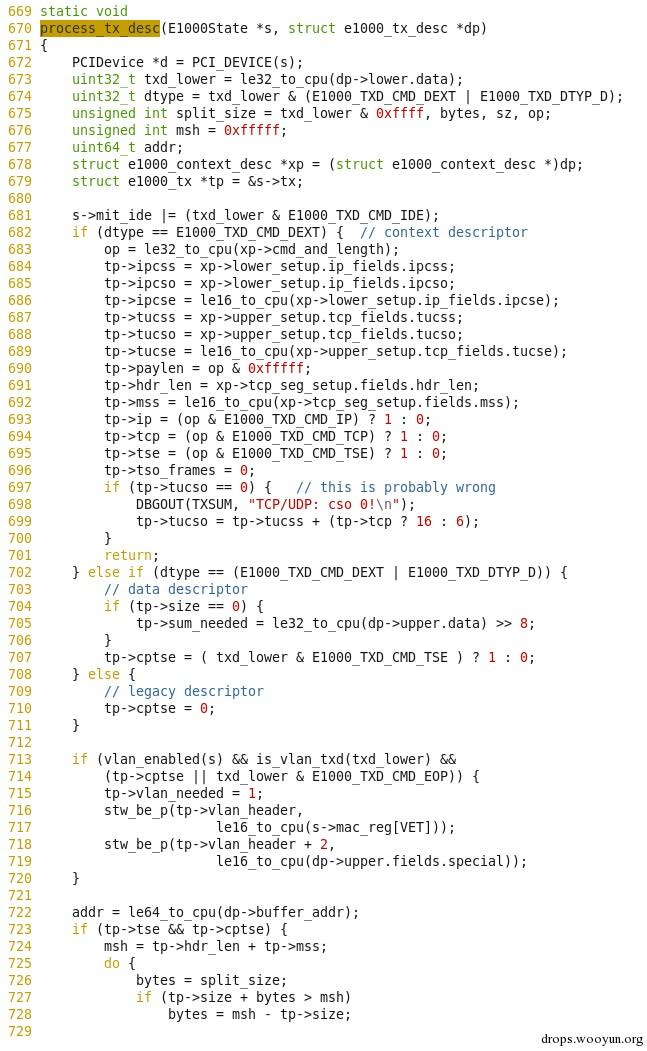 669 static void
670 process_tx_desc(E1000State *s, struct e1000_tx_desc *dp)
671 {
672     PCIDevice *d = PCI_DEVICE(s);
673     uint32_t txd_lower = le32_to_cpu(dp->lower.data);
674     uint32_t dtype = txd_lower & (E1000_TXD_CMD_DEXT | E1000_TXD_DTYP_D);
675     unsigned int split_size = txd_lower & 0xffff, bytes, sz, op;
676     unsigned int msh = 0xfffff;
677     uint64_t addr;
678     struct e1000_context_desc *xp = (struct e1000_context_desc *)dp;
679     struct e1000_tx *tp = &s->tx;
680
681     s->mit_ide |= (txd_lower & E1000_TXD_CMD_IDE);
682     if (dtype == E1000_TXD_CMD_DEXT) {  // context descriptor
683         op = le32_to_cpu(xp->cmd_and_length);
684         tp->ipcss = xp->lower_setup.ip_fields.ipcss;
685         tp->ipcso = xp->lower_setup.ip_fields.ipcso;
686         tp->ipcse = le16_to_cpu(xp->lower_setup.ip_fields.ipcse);
687         tp->tucss = xp->upper_setup.tcp_fields.tucss;
688         tp->tucso = xp->upper_setup.tcp_fields.tucso;
689         tp->tucse = le16_to_cpu(xp->upper_setup.tcp_fields.tucse);
690         tp->paylen = op & 0xfffff;
691         tp->hdr_len = xp->tcp_seg_setup.fields.hdr_len;
692         tp->mss = le16_to_cpu(xp->tcp_seg_setup.fields.mss);
693         tp->ip = (op & E1000_TXD_CMD_IP) ? 1 : 0;
694         tp->tcp = (op & E1000_TXD_CMD_TCP) ? 1 : 0;
695         tp->tse = (op & E1000_TXD_CMD_TSE) ? 1 : 0;
696         tp->tso_frames = 0;
697         if (tp->tucso == 0) {   // this is probably wrong
698             DBGOUT(TXSUM, "TCP/UDP: cso 0!\n");
699             tp->tucso = tp->tucss + (tp->tcp ? 16 : 6);
700         }
701         return;
702     } else if (dtype == (E1000_TXD_CMD_DEXT | E1000_TXD_DTYP_D)) {
703         // data descriptor
704         if (tp->size == 0) {
705             tp->sum_needed = le32_to_cpu(dp->upper.data) >> 8;
706         }
707         tp->cptse = ( txd_lower & E1000_TXD_CMD_TSE ) ? 1 : 0;
708     } else {
709         // legacy descriptor
710         tp->cptse = 0;
711     }
712
713     if (vlan_enabled(s) && is_vlan_txd(txd_lower) &&
714         (tp->cptse || txd_lower & E1000_TXD_CMD_EOP)) {
715         tp->vlan_needed = 1;
716         stw_be_p(tp->vlan_header,
717                       le16_to_cpu(s->mac_reg[VET]));
718         stw_be_p(tp->vlan_header + 2,
719                       le16_to_cpu(dp->upper.fields.special));
720     }
721
722     addr = le64_to_cpu(dp->buffer_addr);
723     if (tp->tse && tp->cptse) {
724         msh = tp->hdr_len + tp->mss;
725         do {
726             bytes = split_size;
727             if (tp->size + bytes > msh)
728                 bytes = msh - tp->size;
729
drops.wooyun.org